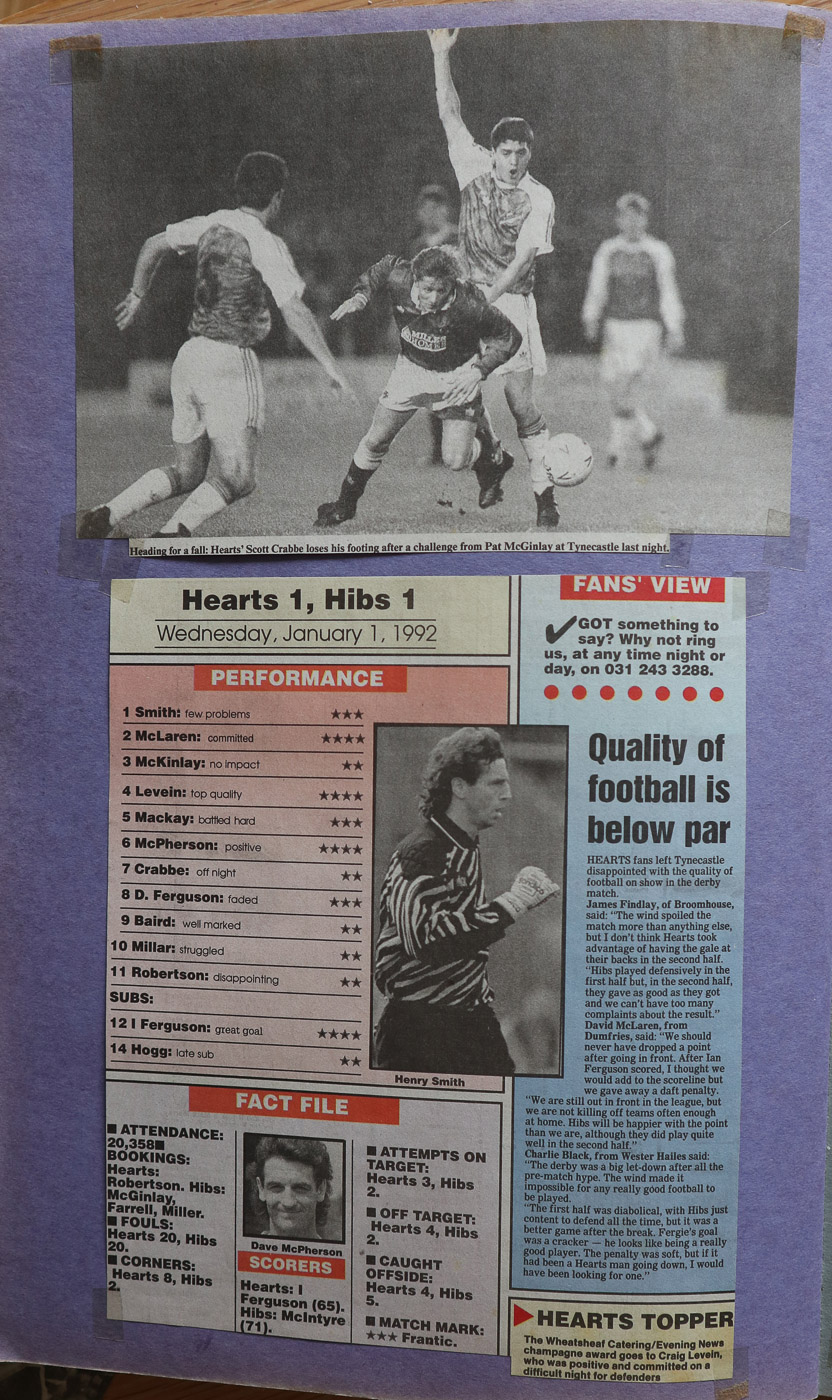 MILLER
HOMES
Heading for a fall: Hearts' Scott Crabbe loses his footing after a challenge from Pat McGinlay at Tynecastle last night.
Hearts 1, Hibs 1
Wednesday, January 1, 1992
PERFORMANCE
1 Smith: few problems ★★★
2 McLaren: committed ★★★★
3 McKinlay: no impact ★★
4 Levein: top quality ★★★★
5 Mackay: battled hard ★★★
6 McPherson: positive ★★★★
7 Crabbe: off night ★★
8 D. Ferguson: faded ★★★
9 Baird: well marked ★★
10 Millar: struggled ★★
11 Robertson: disappointing ★★
SUBS:
12 I Ferguson: great goal ★★★★
14 Hogg: late sub ★★
Henry Smith
FACT FILE
■ ATTENDANCE:
20,358■
BOOKINGS:
Hearts:
Robertson. Hibs:
McGinlay,
Farrell, Miller.
■ FOULS:
Hearts 20, Hibs
20.
■ CORNERS:
Hearts 8, Hibs
2.
Dave McPherson
SCORERS
Hearts: I
Ferguson (65).
Hibs: McIntyre
(71).
■ ATTEMPTS ON
TARGET:
Hearts 3, Hibs
2.
■ OFF TARGET:
Hearts 4, Hibs
2.
■ CAUGHT
OFFSIDE:
Hearts 4, Hibs
5.
■ MATCH MARK:
★★★ Frantic.
FANS' VIEW
✔GOT something to
say? Why not ring
us, at any time night or
day, on 031 243 3288.
Quality of
football is
below par
HEARTS fans left Tynecastle
disappointed with the quality of
football on show in the derby
match.
James Findlay, of Broomhouse,
said: "The wind spoiled the
match more than anything else,
but I don't think Hearts took
advantage of having the gale at
their backs in the second half.
"Hibs played defensively in the
first half but, in the second half,
they gave as good as they got
and we can't have too many
complaints about the result."
David McLaren, from
Dumfries, said: "We should
never have dropped a point
after going in front. After Ian
Ferguson scored, I thought we
would add to the scoreline but
we gave away a daft penalty.
"We are still out in front in the league, but
we are not killing off teams often enough
at home. Hibs will be happier with the point
than we are, although they did play quite
well in the second half."
Charlie Black, from Wester Hailes said:
"The derby was a big let-down after all the
pre-match hype. The wind made it
impossible for any really good football to
be played.
"The first half was diabolical, with Hibs just
content to defend all the time, but it was a
better game after the break. Fergie's goal
was a cracker — he looks like being a really
good player. The penalty was soft, but if it
had been a Hearts man going down, I would
have been looking for one."
HEARTS TOPPER
The Wheatsheaf Catering/Evening News
champagne award goes to Craig Levein,
who was positive and committed on a
difficult night for defenders